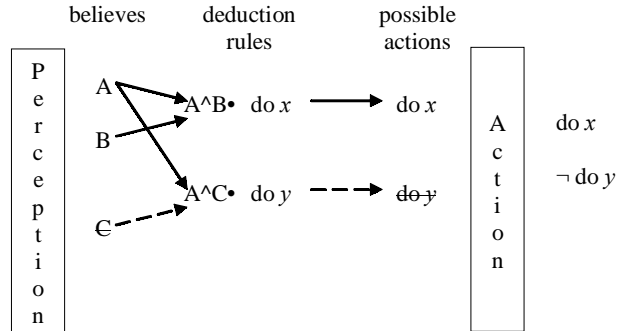 believes deduction rules possible actions
Perception
A
B
C
A^B• do x
A^C• do y
do x
do y
Action
do x
¬ do y